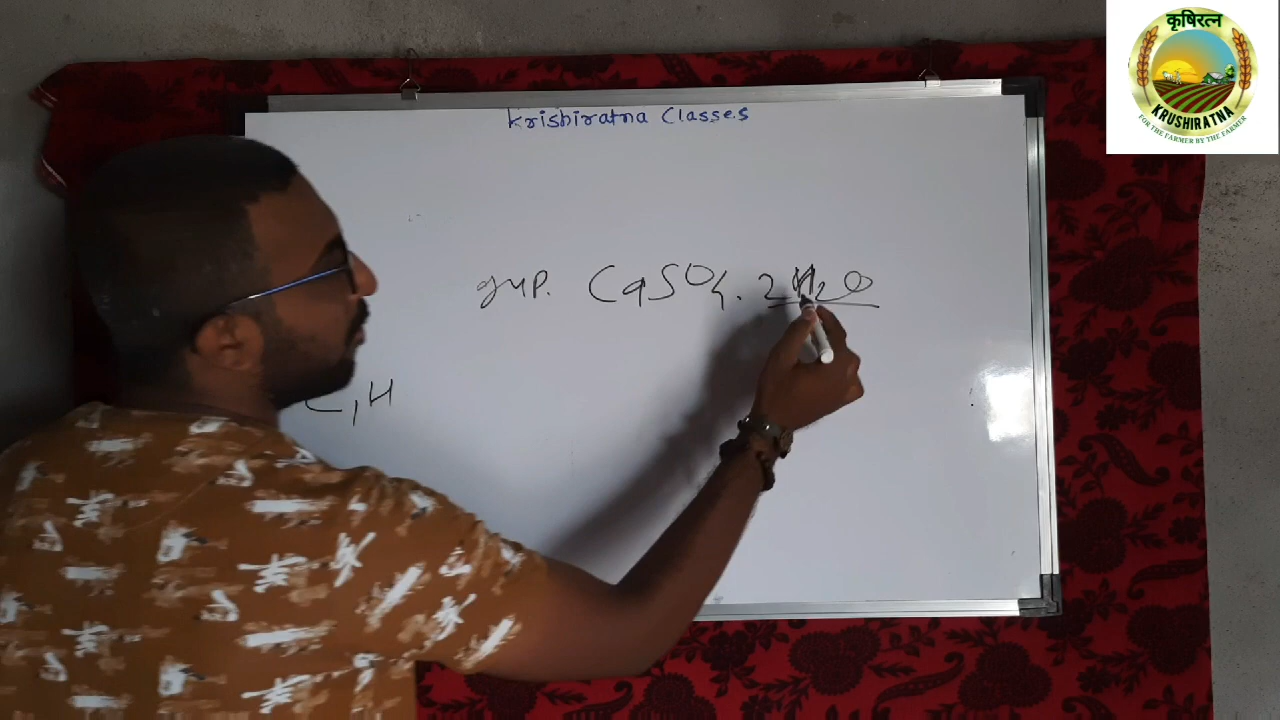 Krishiratna Classes
gyp. CaSO4. 2H2O
C, H
कृषिरत्न
KRUSHIRATNA
FOR THE FARMER BY THE FARMER